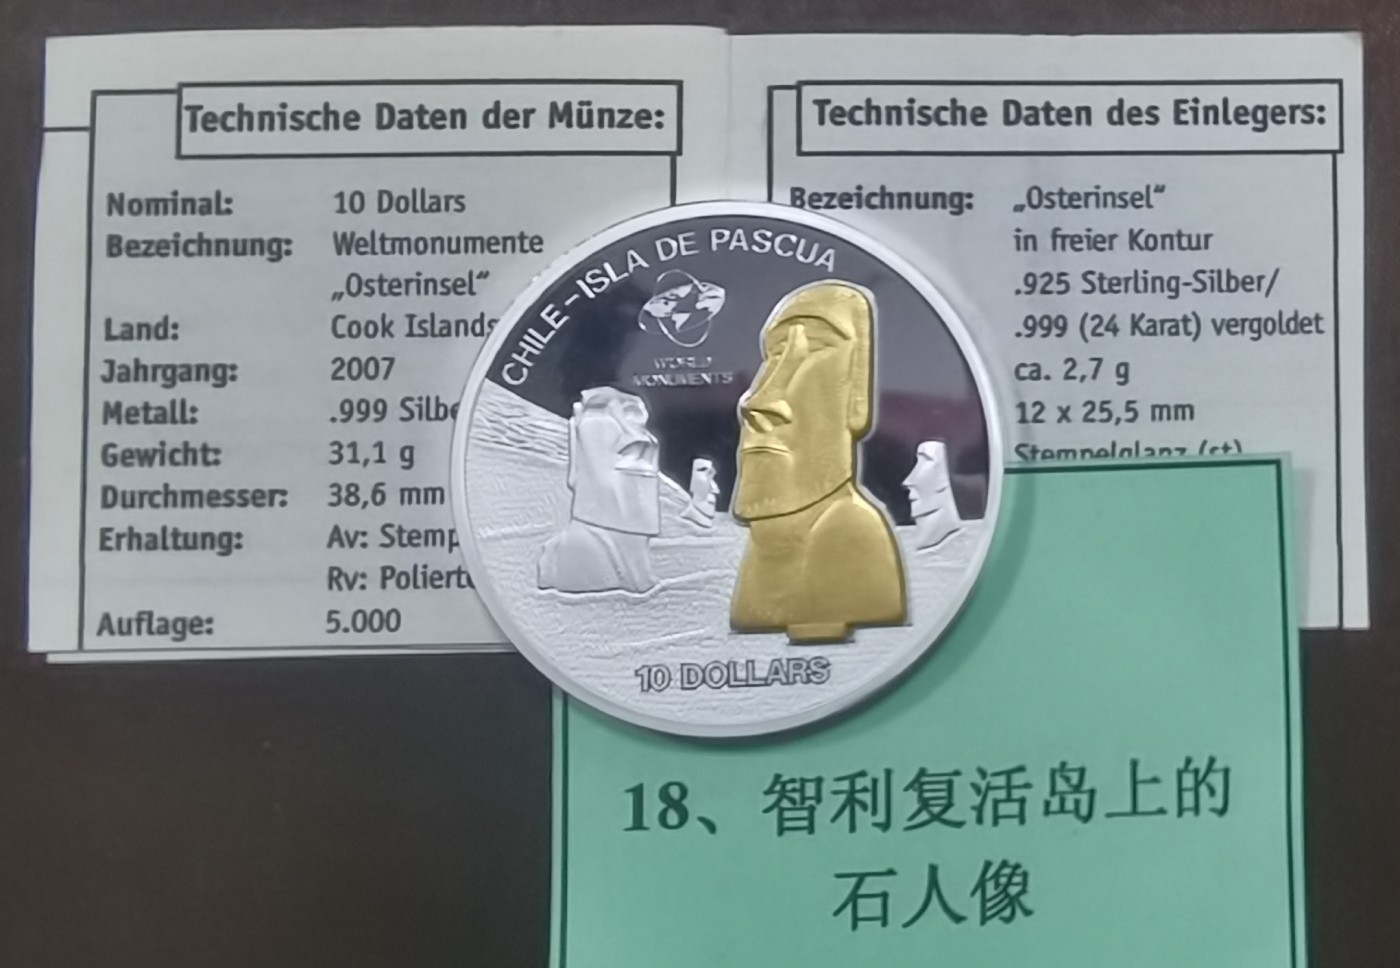 Technische Daten der Münze:
Nominal: 10 Dollars
Bezeichnung: Weltmonumente
„Osterinsel“
Land: Cook Islands
Jahrgang: 2007
Metall: .999
Gewicht: 31,1 g
Durchmesser: 38,6 mm
Erhaltung: Av:
Rv:
Auflage: 5.000
Technische Daten des Einlegers:
Bezeichnung: „Osterinsel“
in freier Kontur
.925 Sterling-Silber/
.999 (24 Karat) vergoldet
ca. 2,7 g
12 x 25,5 mm
Stempelglanz (st)
CHILE – ISLA DE PASCUA
WORLD
MONUMENTS
10 DOLLARS
18、智利复活岛上的
石人像